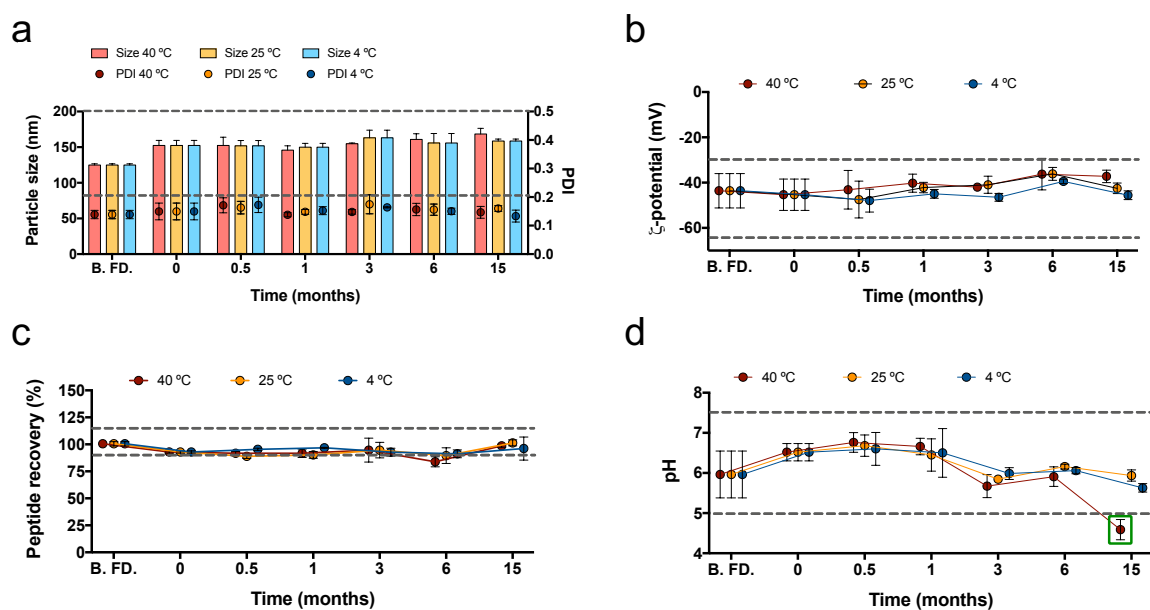 a
Size 40 ºC Size 25 ºC Size 4 ºC
PDI 40 ºC PDI 25 ºC PDI 4 ºC
Particle size (nm)
200
150
100
50
0
PDI
0.5
0.4
0.3
0.2
0.1
0.0
B. FD. 0 0.5 1 3 6 15
Time (months)
b
40 ºC 25 ºC 4 ºC
ζ-potential (mV)
0
-20
-40
-60
B. FD. 0 0.5 1 3 6 15
Time (months)
c
40 ºC 25 ºC 4 ºC
Peptide recovery (%)
150
125
100
75
50
25
0
B. FD. 0 0.5 1 3 6 15
Time (months)
d
40 ºC 25 ºC 4 ºC
pH
8
7
6
5
4
B. FD. 0 0.5 1 3 6 15
Time (months)